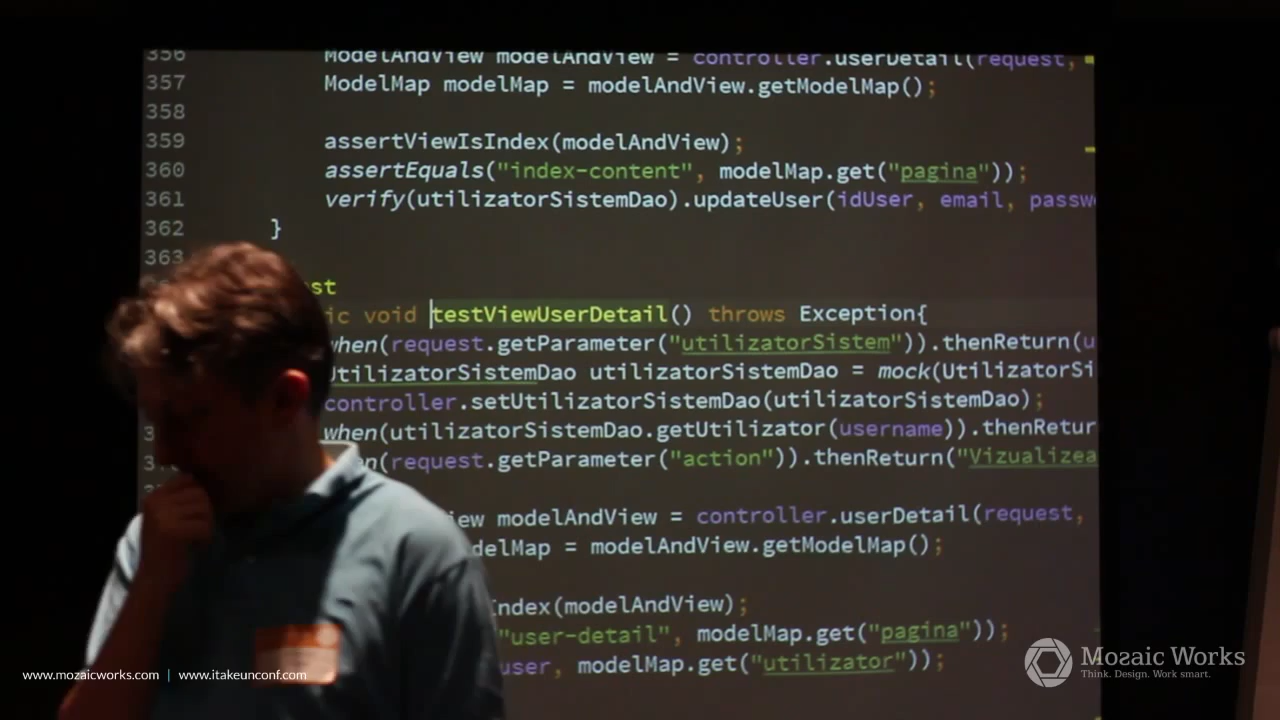 356 ModelAndView modelAndView = controller.userDetail(request,
357 ModelMap modelMap = modelAndView.getModelMap();
358
359 assertViewIsIndex(modelAndView);
360 assertEquals("index-content", modelMap.get("pagina"));
361 verify(utilizatorSistemDao).updateUser(idUser, email, passw
362 }
363
st
ic void testViewUserDetail() throws Exception{
when(request.getParameter("utilizatorSistem")).thenReturn(u
UtilizatorSistemDao utilizatorSistemDao = mock(UtilizatorSi
controller.setUtilizatorSistemDao(utilizatorSistemDao);
when(utilizatorSistemDao.getUtilizator(username)).thenRetur
n(request.getParameter("action")).thenReturn("Vizualizea
iew modelAndView = controller.userDetail(request,
delMap = modelAndView.getModelMap();
Index(modelAndView);
"user-detail", modelMap.get("pagina"));
user, modelMap.get("utilizator"));
Mozaic Works
Think. Design. Work smart.
www.mozaicworks.com | www.itakeunconf.com